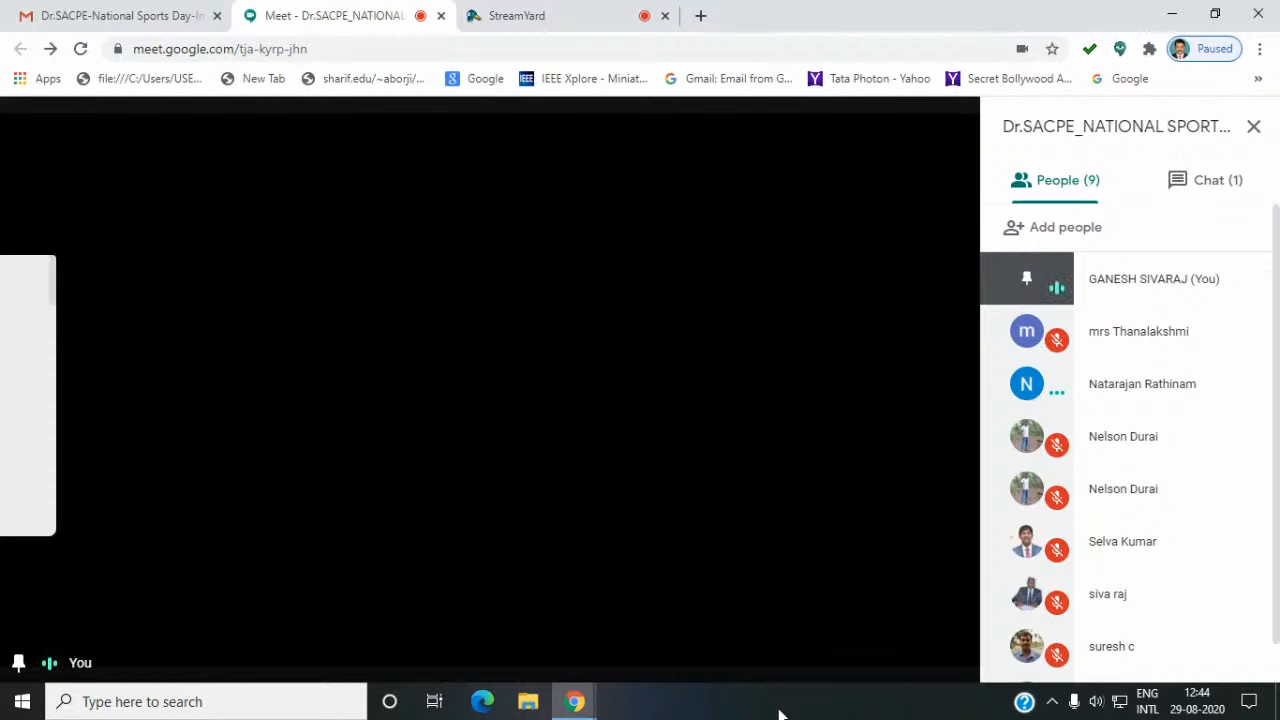 Dr.SACPE-National Sports Day-In
Meet - Dr.SACPE_NATIONAL
StreamYard
meet.google.com/tja-kyrp-jhn
Paused
Apps
file:///C:/Users/USE...
New Tab
sharif.edu/~aborji/...
Google
IEEE Xplore - Miniat...
Gmail: Email from G...
Tata Photon - Yahoo
Secret Bollywood A...
Google
»
Dr.SACPE_NATIONAL SPORT...
People (9)
Chat (1)
Add people
GANESH SIVARAJ (You)
m
mrs Thanalakshmi
N
Natarajan Rathinam
Nelson Durai
Nelson Durai
Selva Kumar
siva raj
suresh c
You
Type here to search
ENG
INTL
12:44
29-08-2020